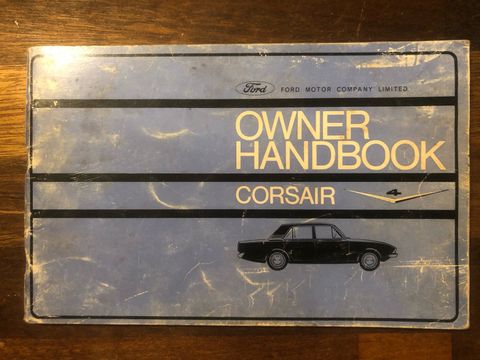 Ford FORD MOTOR COMPANY LIMITED
OWNER
HANDBOOK
CORSAIR 4